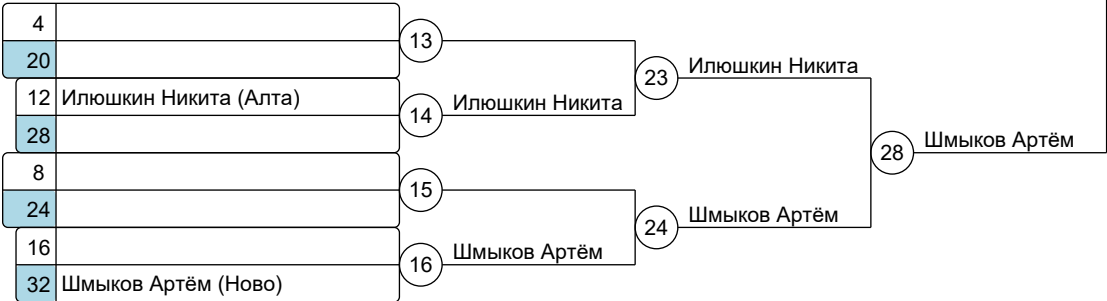 4
13
20
Илюшкин Никита
23
12 Илюшкин Никита (Алта)
Илюшкин Никита
14
28
Шмыков Артём
28
8
15
24
Шмыков Артём
24
16
Шмыков Артём
16
32 Шмыков Артём (Ново)